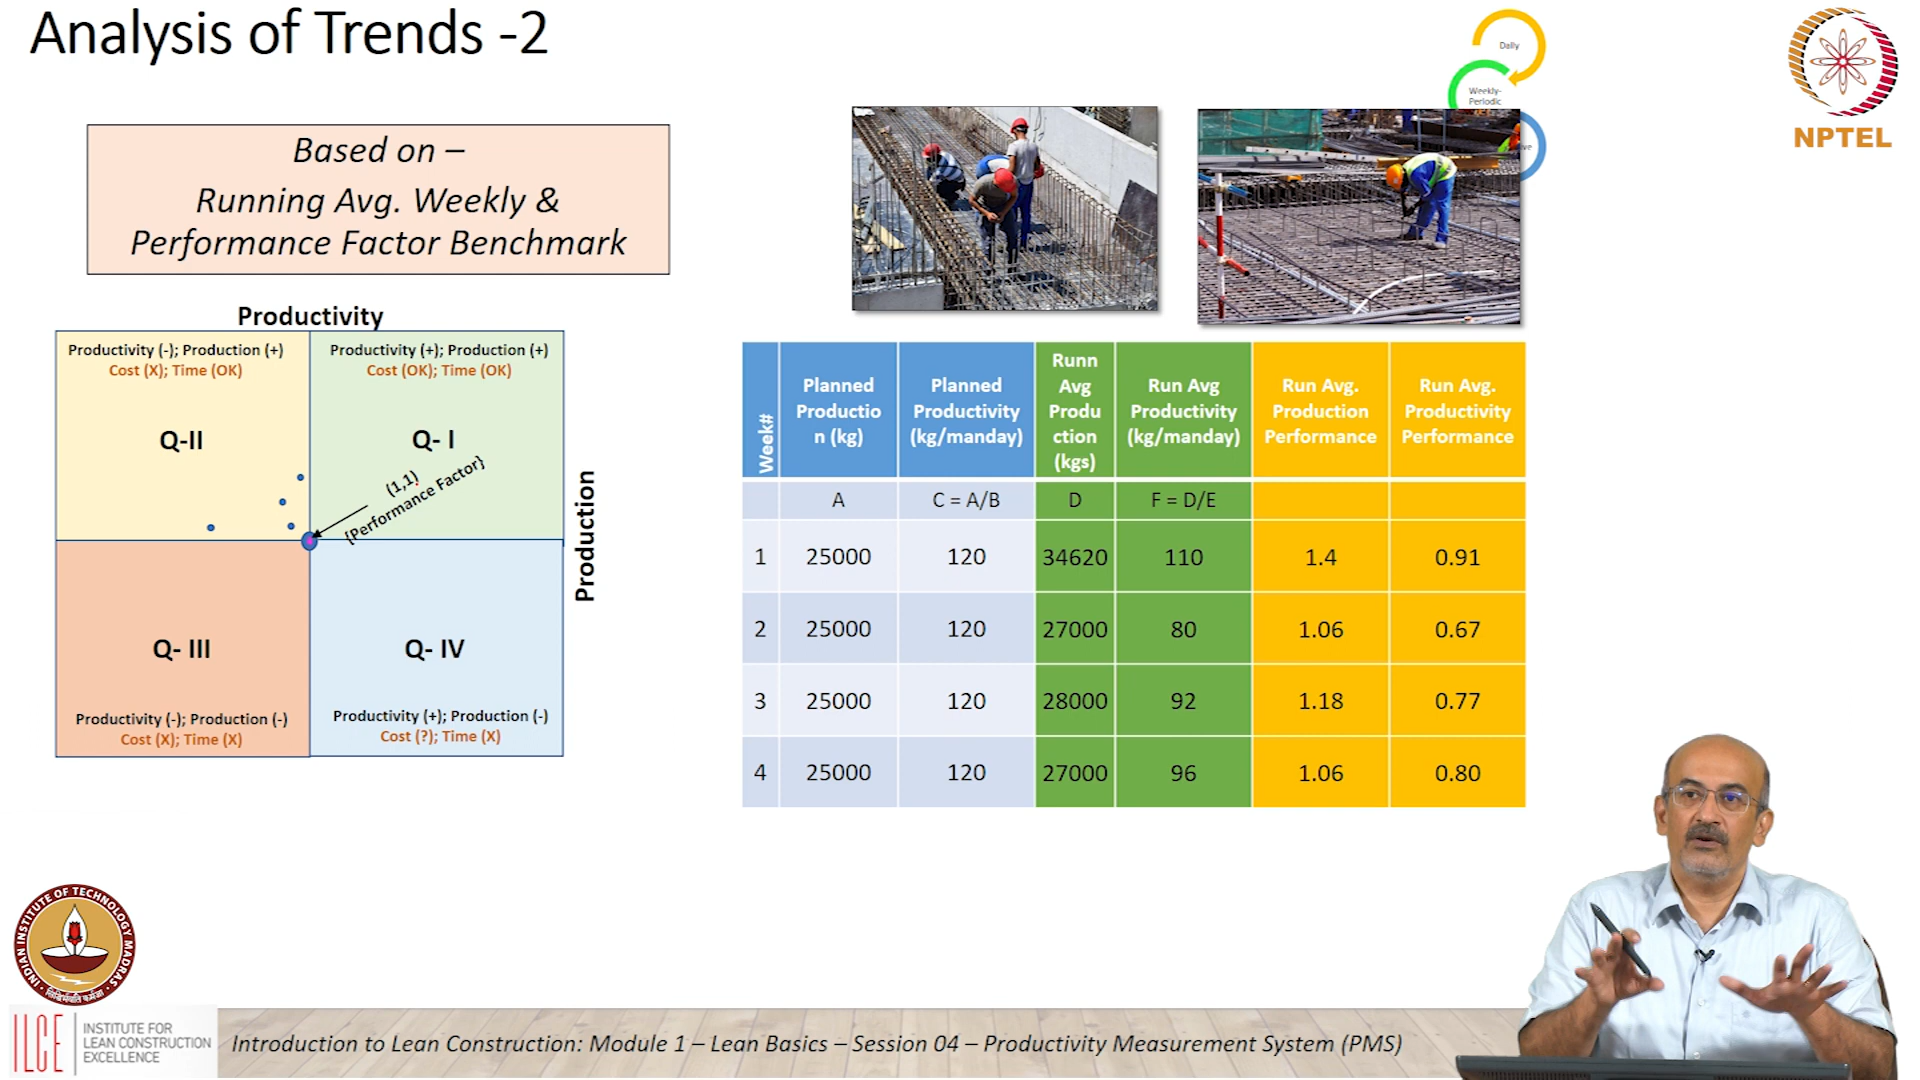 Analysis of Trends -2
Daily
Weekly-
Periodic
ve
NPTEL
Based on –
Running Avg. Weekly &
Performance Factor Benchmark
Productivity
Productivity (-); Production (+)
Cost (X); Time (OK)
Q-II
Productivity (+); Production (+)
Cost (OK); Time (OK)
Q- I
(1,1)
{Performance Factor}
Production
Q- III
Productivity (-); Production (-)
Cost (X); Time (X)
Q- IV
Productivity (+); Production (-)
Cost (?); Time (X)
Week#
Planned
Productio
n (kg)
Planned
Productivity
(kg/manday)
Runn
Avg
Produ
ction
(kgs)
Run Avg
Productivity
(kg/manday)
Run Avg.
Production
Performance
Run Avg.
Productivity
Performance
A C = A/B D F = D/E
1 25000 120 34620 110 1.4 0.91
2 25000 120 27000 80 1.06 0.67
3 25000 120 28000 92 1.18 0.77
4 25000 120 27000 96 1.06 0.80
INDIAN INSTITUTE OF TECHNOLOGY MADRAS
ILCE
INSTITUTE FOR
LEAN CONSTRUCTION
EXCELLENCE
Introduction to Lean Construction: Module 1 – Lean Basics – Session 04 – Productivity Measurement System (PMS)